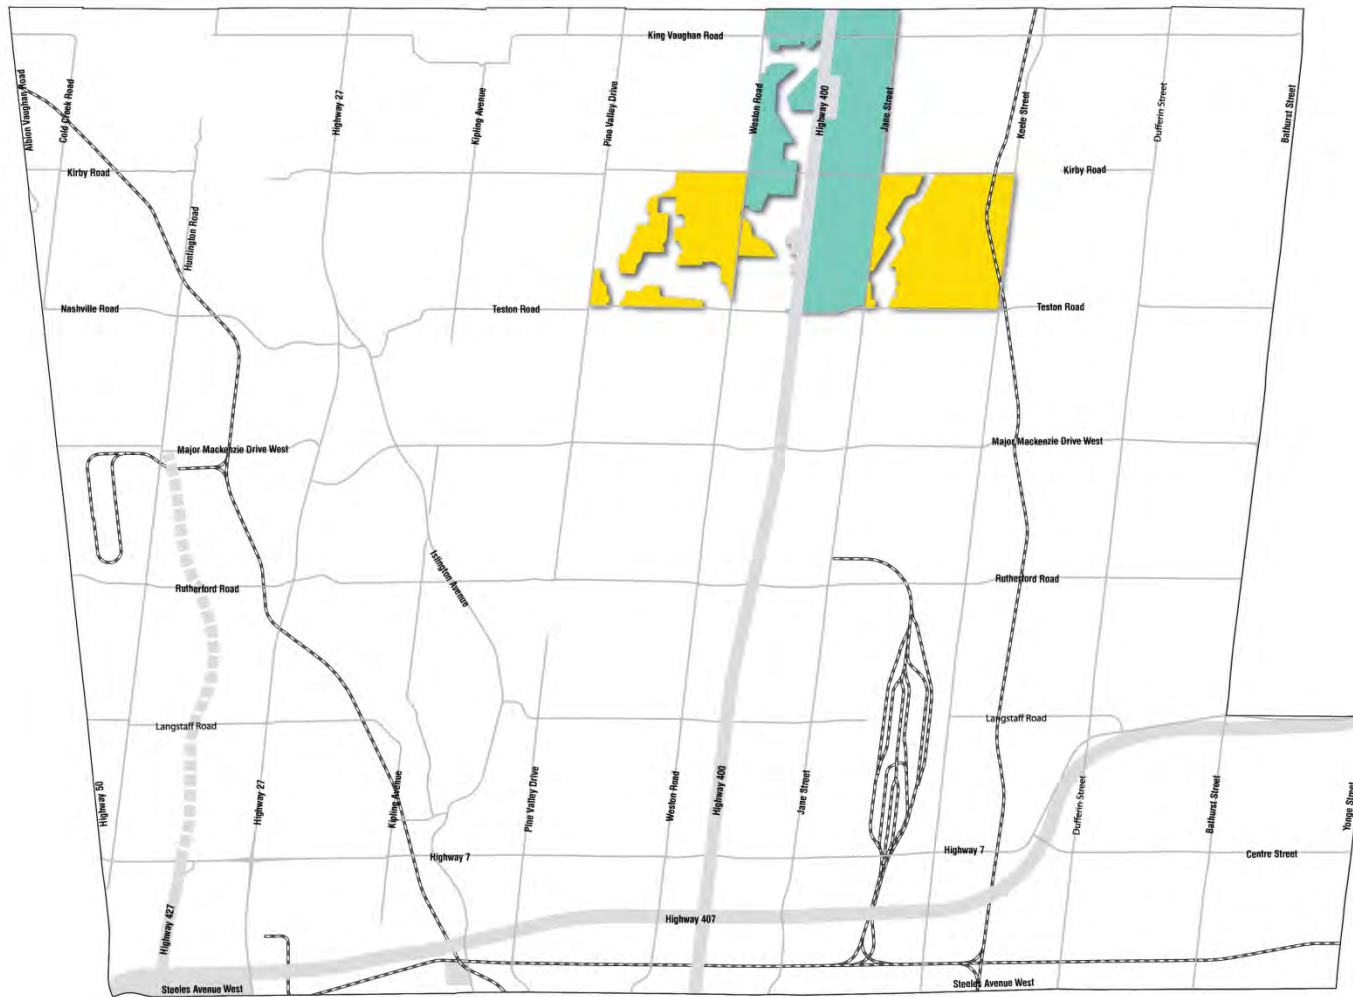 King Vaughan Road
Albion Vaughan Road
Cold Creek Road
Highway 27
Kipling Avenue
Pine Valley Drive
Weston Road
Highway 400
Jane Street
Keele Street
Dufferin Street
Bathurst Street
Kirby Road
Kirby Road
Huntington Road
Nashville Road
Teston Road
Teston Road
Major Mackenzie Drive West
Major Mackenzie Drive West
Islington Avenue
Rutherford Road
Rutherford Road
Langstaff Road
Langstaff Road
Highway 50
Highway 27
Kipling Avenue
Pine Valley Drive
Weston Road
Highway 400
Jane Street
Dufferin Street
Bathurst Street
Yonge Street
Highway 7
Highway 7
Centre Street
Highway 427
Highway 407
Steeles Avenue West
Steeles Avenue West